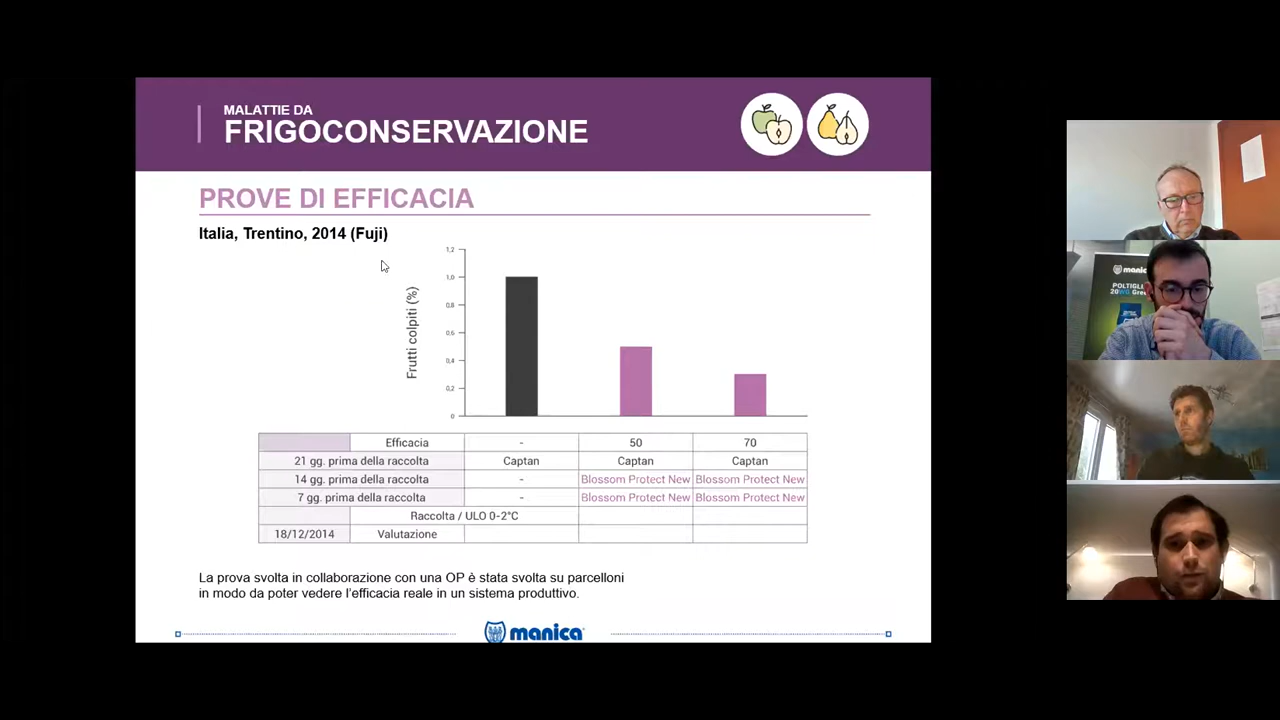 MALATTIE DA
FRIGOCONSERVAZIONE
PROVE DI EFFICACIA
Italia, Trentino, 2014 (Fuji)
Frutti colpiti (%)
1,2
1,0
0,8
0,6
0,4
0,2
0
Efficacia - 50 70
21 gg. prima della raccolta Captan Captan Captan
14 gg. prima della raccolta - Blossom Protect New Blossom Protect New
7 gg. prima della raccolta - Blossom Protect New Blossom Protect New
Raccolta / ULO 0-2°C
18/12/2014 Valutazione
La prova svolta in collaborazione con una OP è stata svolta su parcelloni
in modo da poter vedere l'efficacia reale in un sistema produttivo.
manica
manica
POLTIGLI
20WG Gre